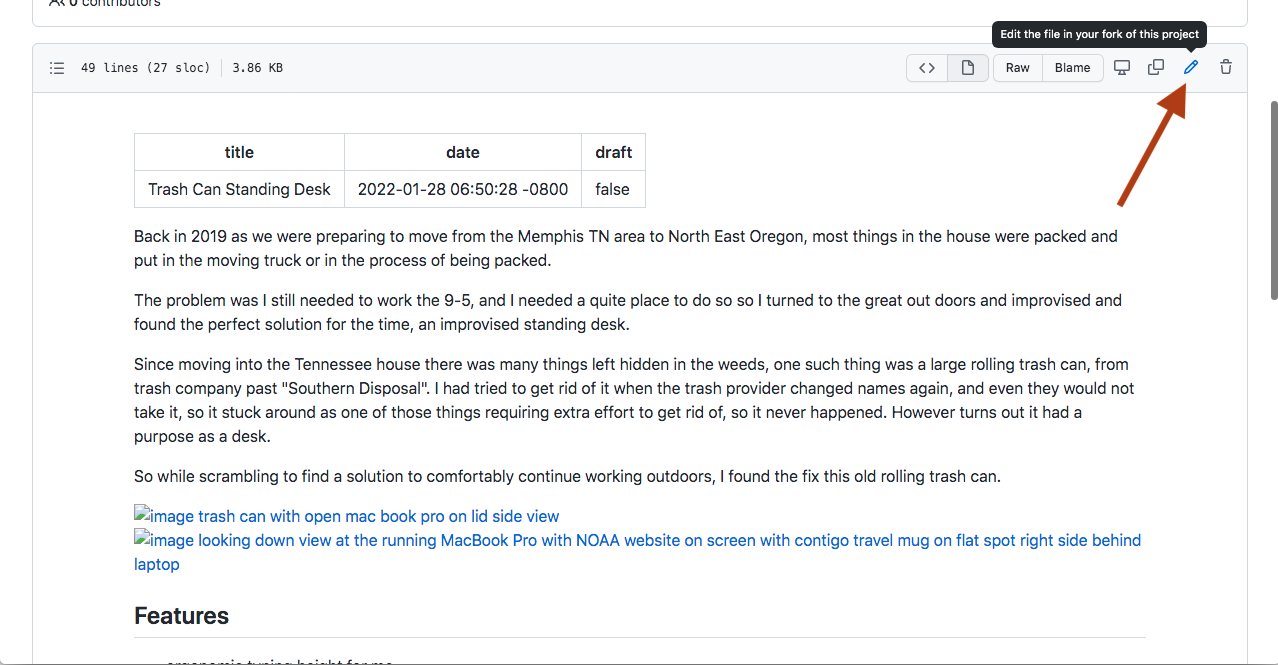 0 contributors
Edit the file in your fork of this project
49 lines (27 sloc) 3.86 KB
Raw Blame
title date draft
Trash Can Standing Desk 2022-01-28 06:50:28 -0800 false
Back in 2019 as we were preparing to move from the Memphis TN area to North East Oregon, most things in the house were packed and
put in the moving truck or in the process of being packed.
The problem was I still needed to work the 9-5, and I needed a quite place to do so so I turned to the great out doors and improvised and
found the perfect solution for the time, an improvised standing desk.
Since moving into the Tennessee house there was many things left hidden in the weeds, one such thing was a large rolling trash can, from
trash company past "Southern Disposal". I had tried to get rid of it when the trash provider changed names again, and even they would not
take it, so it stuck around as one of those things requiring extra effort to get rid of, so it never happened. However turns out it had a
purpose as a desk.
So while scrambling to find a solution to comfortably continue working outdoors, I found the fix this old rolling trash can.
image trash can with open mac book pro on lid side view
image looking down view at the running MacBook Pro with NOAA website on screen with contigo travel mug on flat spot right side behind
laptop
Features
ergonomic typing height for me